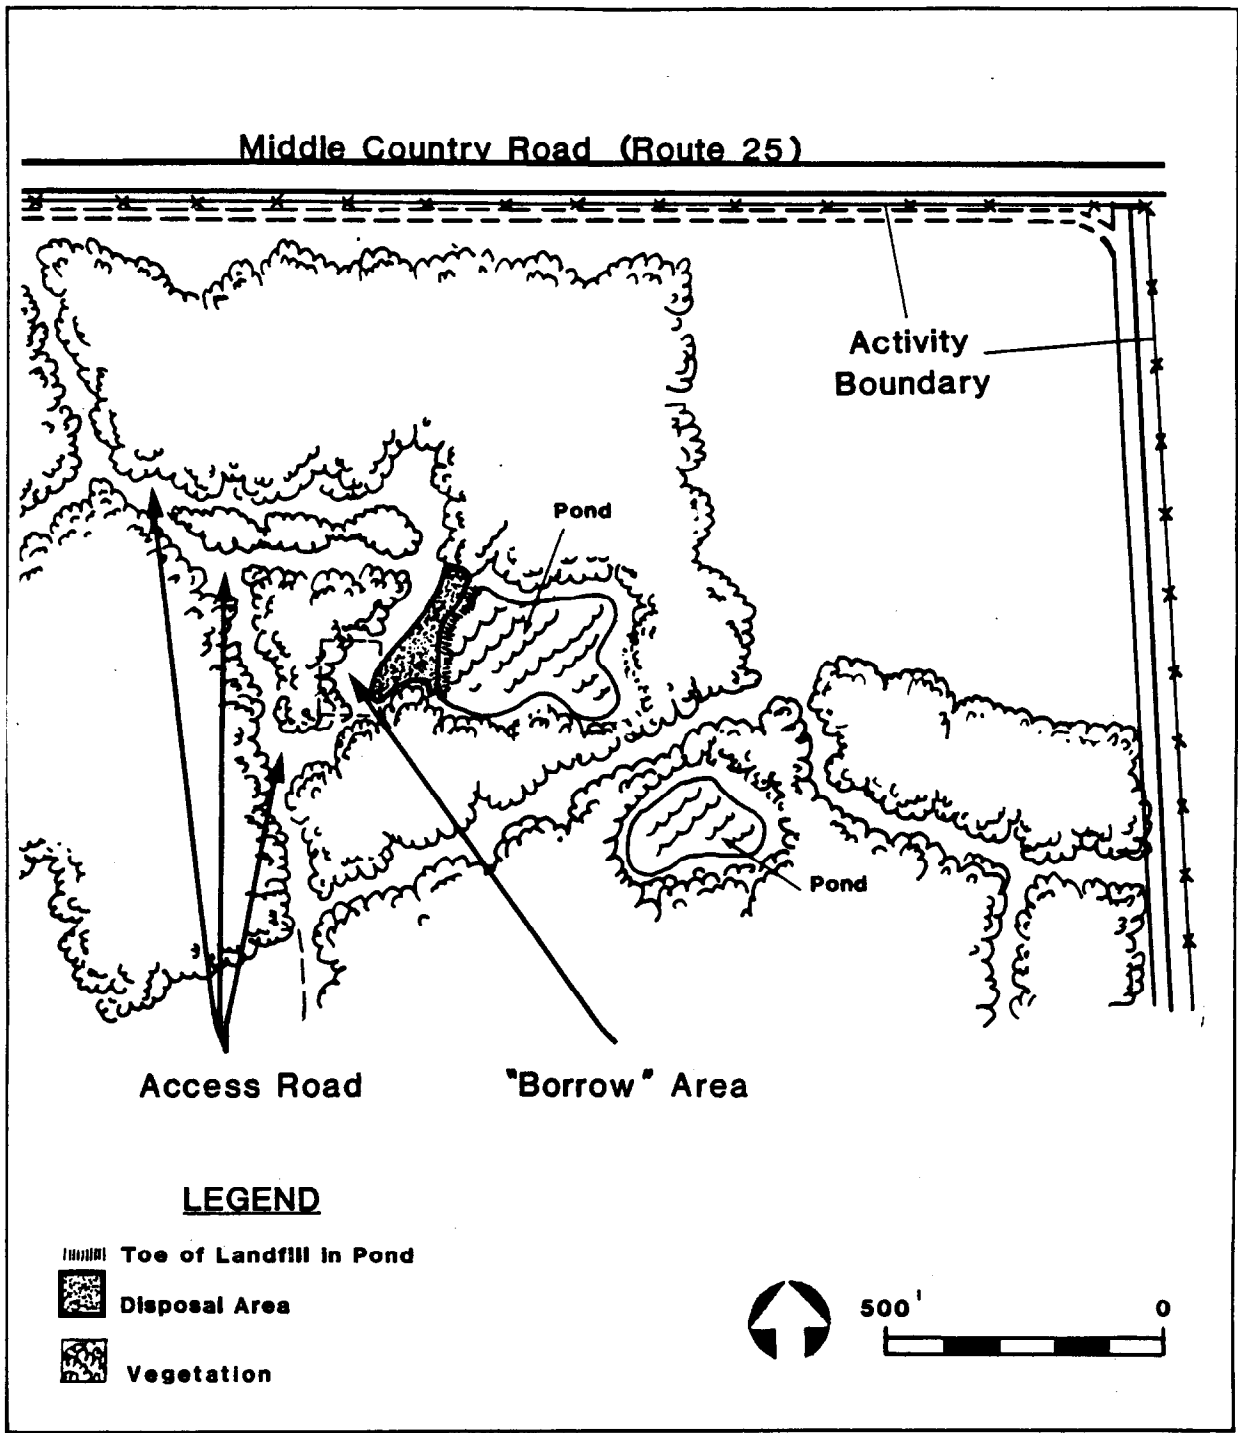 Middle Country Road (Route 25)
Activity
Boundary
Pond
Pond
Access Road
"Borrow" Area
LEGEND
Toe of Landfill in Pond
Disposal Area
Vegetation
500' 0